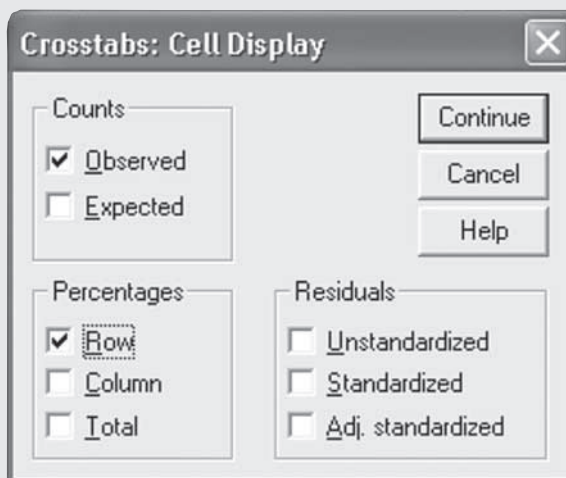 Crosstabs: Cell Display
Counts
Observed
Expected
Continue
Cancel
Help
Percentages
Row
Column
Total
Residuals
Unstandardized
Standardized
Adj. standardized